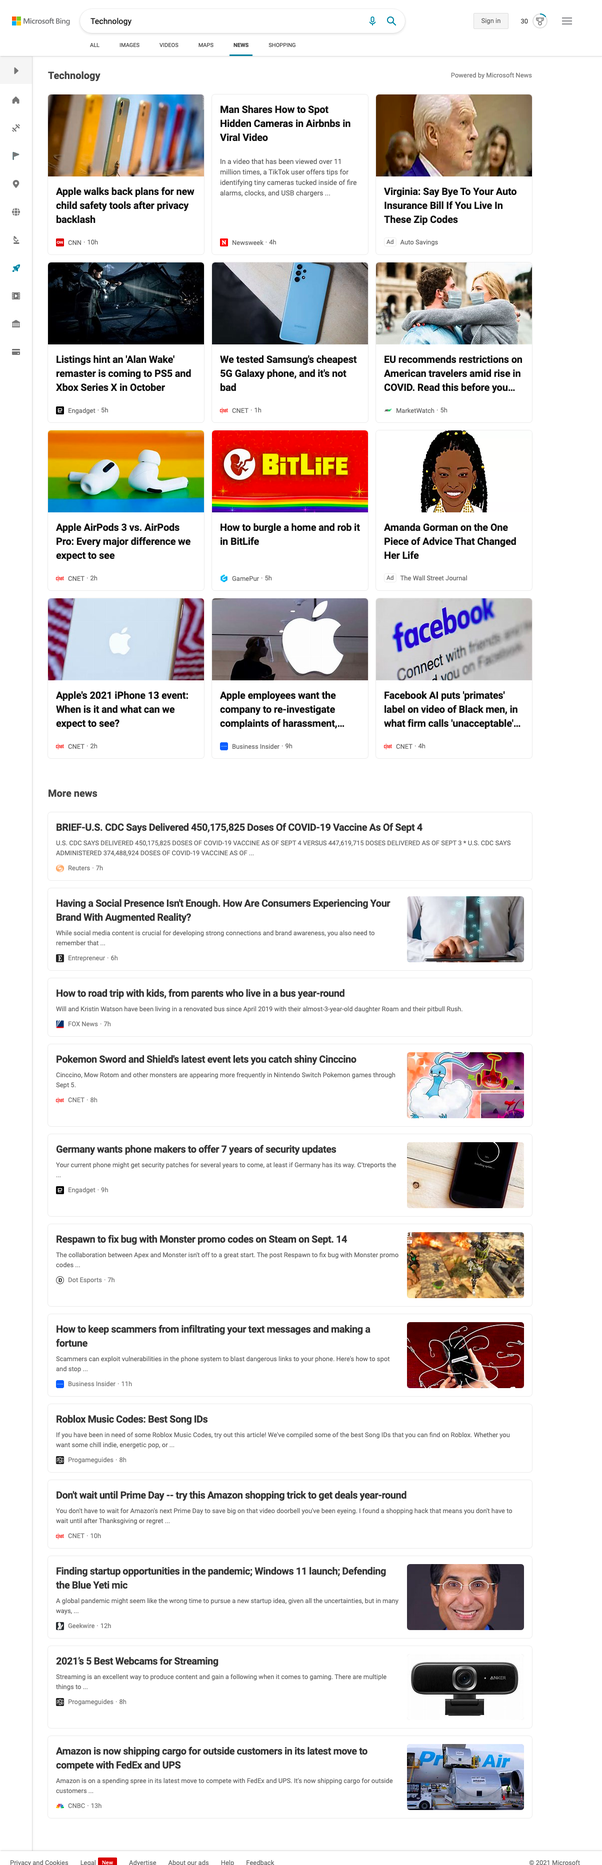 Microsoft Bing
Technology
Sign in
30
ALL
IMAGES
VIDEOS
MAPS
NEWS
SHOPPING
Technology
Powered by Microsoft News
Apple walks back plans for new
child safety tools after privacy
backlash
CNN · 10h
Man Shares How to Spot
Hidden Cameras in Airbnbs in
Viral Video
In a video that has been viewed over 11
million times, a TikTok user offers tips for
identifying tiny cameras tucked inside of fire
alarms, clocks, and USB chargers ...
Newsweek · 4h
Virginia: Say Bye To Your Auto
Insurance Bill If You Live In
These Zip Codes
Ad Auto Savings
Listings hint an 'Alan Wake'
remaster is coming to PS5 and
Xbox Series X in October
Engadget · 5h
We tested Samsung's cheapest
5G Galaxy phone, and it's not
bad
CNET · 1h
EU recommends restrictions on
American travelers amid rise in
COVID. Read this before you...
MarketWatch · 5h
Apple AirPods 3 vs. AirPods
Pro: Every major difference we
expect to see
CNET · 2h
BITLIFE
How to burgle a home and rob it
in BitLife
GamePur · 5h
Amanda Gorman on the One
Piece of Advice That Changed
Her Life
Ad The Wall Street Journal
Apple's 2021 iPhone 13 event:
When is it and what can we
expect to see?
CNET · 2h
Apple employees want the
company to re-investigate
complaints of harassment,...
Business Insider · 9h
facebook
Connect with friends and
you on Facebook.
Facebook AI puts 'primates'
label on video of Black men, in
what firm calls 'unacceptable'...
CNET · 4h
More news
BRIEF-U.S. CDC Says Delivered 450,175,825 Doses Of COVID-19 Vaccine As Of Sept 4
U.S. CDC SAYS DELIVERED 450,175,825 DOSES OF COVID-19 VACCINE AS OF SEPT 4 VERSUS 447,619,715 DOSES DELIVERED AS OF SEPT 3 * U.S. CDC SAYS
ADMINISTERED 374,488,924 DOSES OF COVID-19 VACCINE AS OF ...
Reuters · 7h
Having a Social Presence Isn't Enough. How Are Consumers Experiencing Your
Brand With Augmented Reality?
While social media content is crucial for developing strong connections and brand awareness, you also need to
remember that ...
Entrepreneur · 6h
How to road trip with kids, from parents who live in a bus year-round
Will and Kristin Watson have been living in a renovated bus since April 2019 with their almost-3-year-old daughter Roam and their pitbull Rush.
FOX News · 7h
Pokemon Sword and Shield's latest event lets you catch shiny Cinccino
Cinccino, Mow Rotom and other monsters are appearing more frequently in Nintendo Switch Pokemon games through
Sept 5.
CNET · 8h
Germany wants phone makers to offer 7 years of security updates
Your current phone might get security patches for several years to come, at least if Germany has its way. C'treports the
...
Engadget · 9h
Respawn to fix bug with Monster promo codes on Steam on Sept. 14
The collaboration between Apex and Monster isn't off to a great start. The post Respawn to fix bug with Monster promo
codes ...
Dot Esports · 7h
How to keep scammers from infiltrating your text messages and making a
fortune
Scammers can exploit vulnerabilities in the phone system to blast dangerous links to your phone. Here's how to spot
and stop ...
Business Insider · 11h
Roblox Music Codes: Best Song IDs
If you have been in need of some Roblox Music Codes, try out this article! We've compiled some of the best Song IDs that you can find on Roblox. Whether you
want some chill indie, energetic pop, or ...
Progameguides · 8h
Don't wait until Prime Day -- try this Amazon shopping trick to get deals year-round
You don't have to wait for Amazon's next Prime Day to save big on that video doorbell you've been eyeing. I found a shopping hack that means you don't have to
wait until after Thanksgiving or regret ...
CNET · 10h
Finding startup opportunities in the pandemic; Windows 11 launch; Defending
the Blue Yeti mic
A global pandemic might seem like the wrong time to pursue a new startup idea, given all the uncertainties, but in many
ways, ...
Geekwire · 12h
2021's 5 Best Webcams for Streaming
Streaming is an excellent way to produce content and gain a following when it comes to gaming. There are multiple
things to ...
Progameguides · 8h
ANKER
Amazon is now shipping cargo for outside customers in its latest move to
compete with FedEx and UPS
Amazon is on a spending spree in its latest move to compete with FedEx and UPS. It's now shipping cargo for outside
customers ...
CNBC · 13h
Air
Privacy and Cookies
Legal
New
Advertise
About our ads
Help
Feedback
© 2021 Microsoft